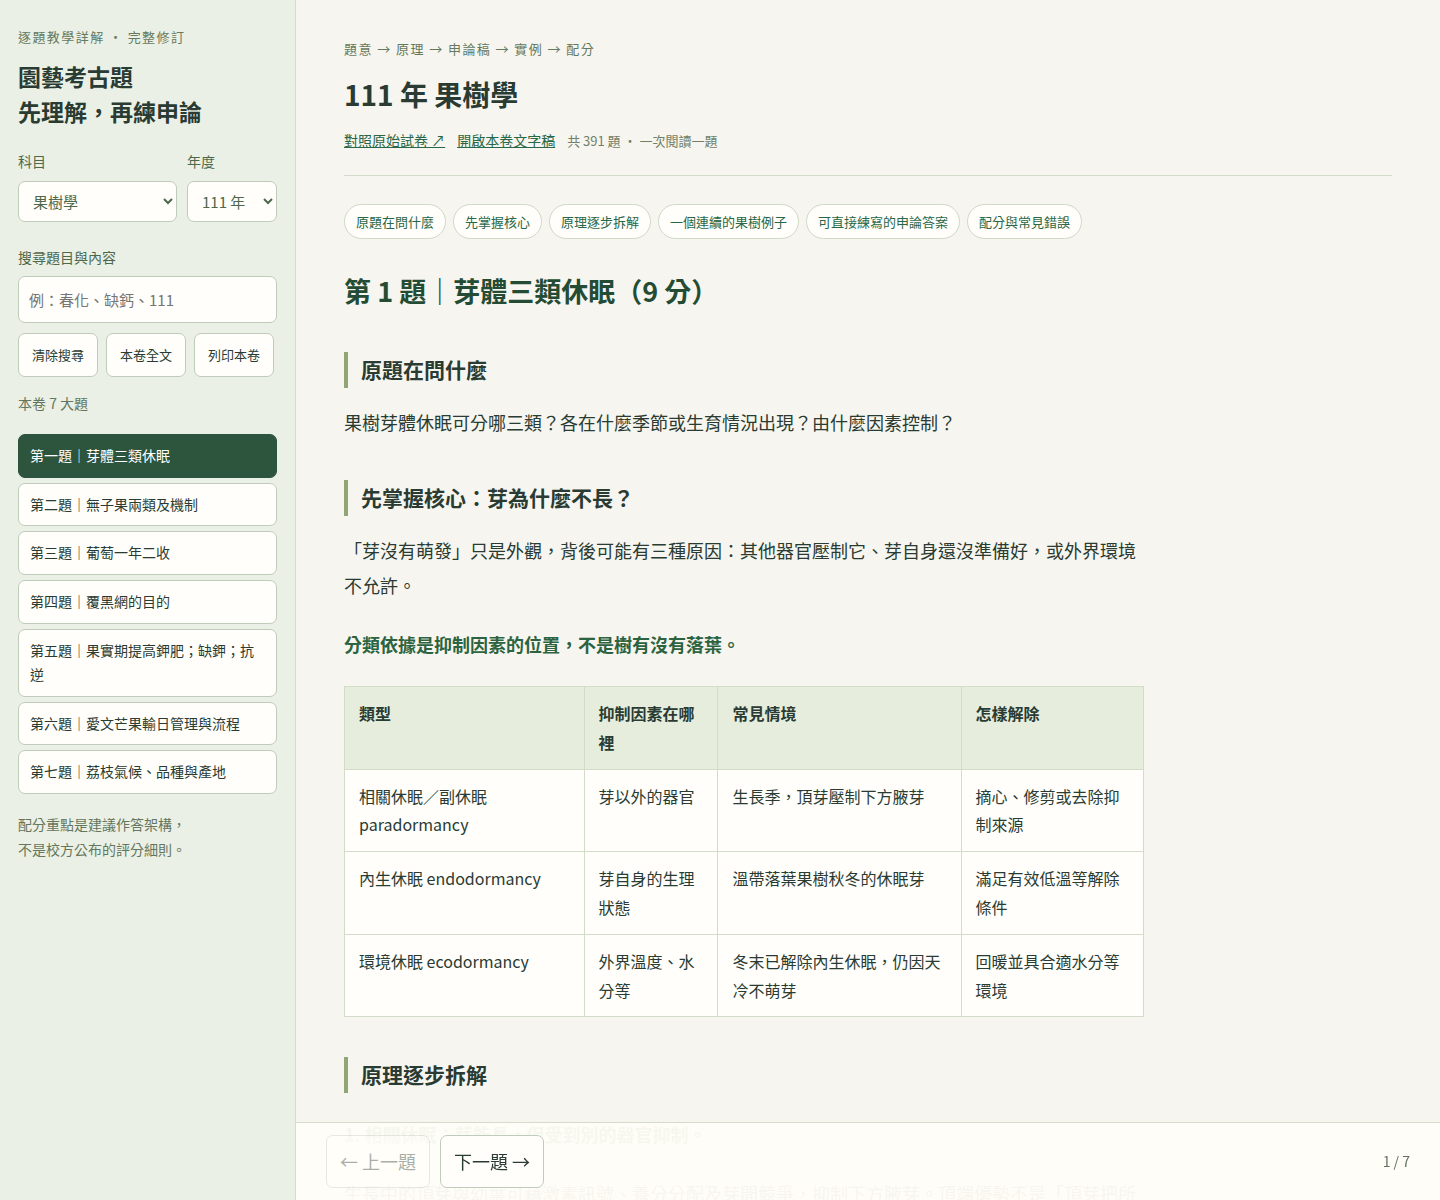 逐題教學詳解 · 完整修訂
園藝考古題
先理解，再練申論
科目
年度
果樹學
111 年
搜尋題目與內容
例：春化、缺鈣、111
清除搜尋
本卷全文
列印本卷
本卷 7 大題
第一題｜芽體三類休眠
第二題｜無子果兩類及機制
第三題｜葡萄一年二收
第四題｜覆黑網的目的
第五題｜果實期提高鉀肥；缺鉀；抗
逆
第六題｜愛文芒果輸日管理與流程
第七題｜荔枝氣候、品種與產地
配分重點是建議作答架構，
不是校方公布的評分細則。
題意 → 原理 → 申論稿 → 實例 → 配分
111 年 果樹學
對照原始試卷 ↗ 開啟本卷文字稿 共 391 題 · 一次閱讀一題
原題在問什麼
先掌握核心
原理逐步拆解
一個連續的果樹例子
可直接練寫的申論答案
配分與常見錯誤
第 1 題｜芽體三類休眠（9 分）
原題在問什麼
果樹芽體休眠可分哪三類？各在什麼季節或生育情況出現？由什麼因素控制？
先掌握核心：芽為什麼不長？
「芽沒有萌發」只是外觀，背後可能有三種原因：其他器官壓制它、芽自身還沒準備好，或外界環境
不允許。
分類依據是抑制因素的位置，不是樹有沒有落葉。
類型
抑制因素在哪
裡
常見情境
怎樣解除
相關休眠／副休眠
paradormancy
芽以外的器官
生長季，頂芽壓制下方腋芽
摘心、修剪或去除抑
制來源
內生休眠 endodormancy
芽自身的生理
狀態
溫帶落葉果樹秋冬的休眠芽
滿足有效低溫等解除
條件
環境休眠 ecodormancy
外界溫度、水
分等
冬末已解除內生休眠，仍因天
冷不萌芽
回暖並具合適水分等
環境
原理逐步拆解
← 上一題
下一題 →
1 / 7